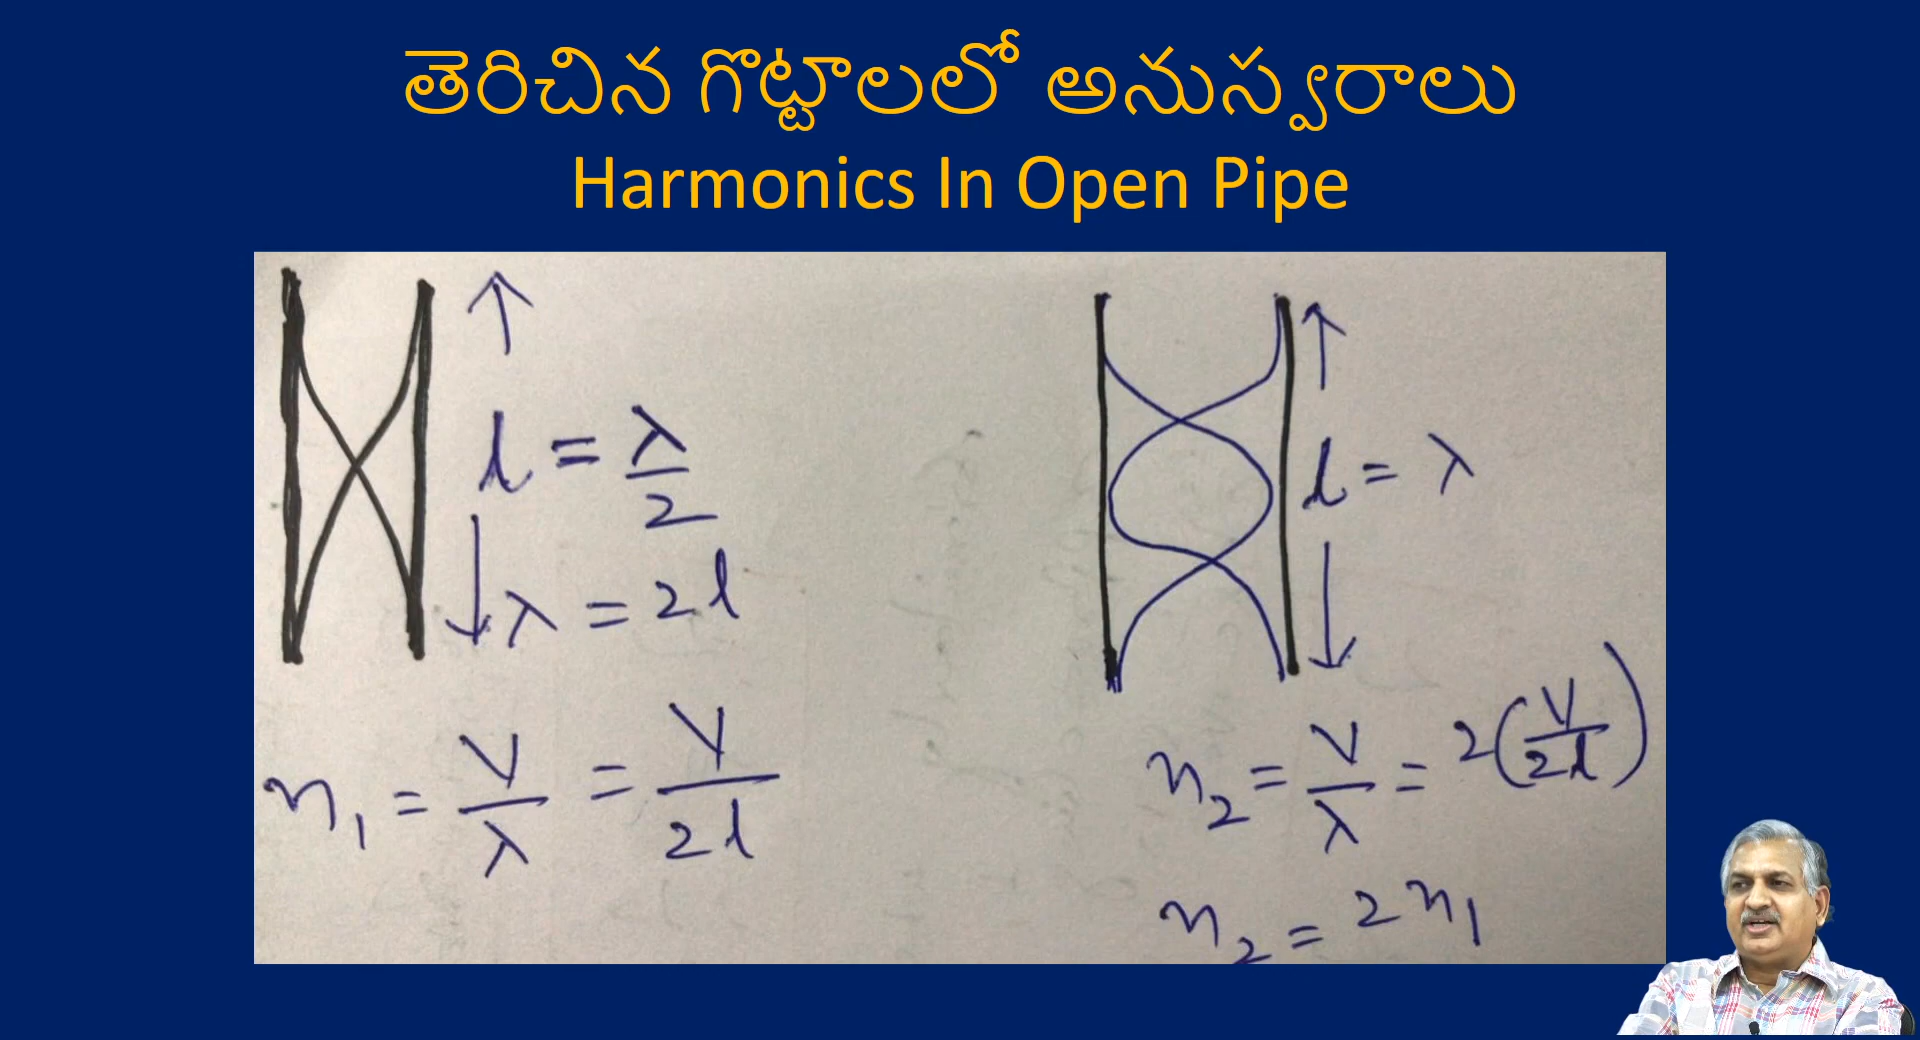 తెరిచిన గొట్టాలలో అనుస్వరాలు
Harmonics In Open Pipe
l = λ/2
λ = 2l
n₁ = V/λ = V/2l
l = λ
n₂ = V/λ = 2(V/2l)
n₂ = 2n₁